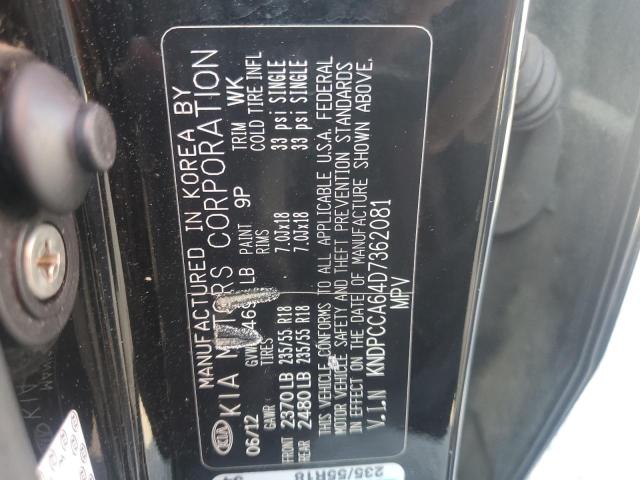 MANUFACTURED IN KOREA BY
KIA KIA CORPORATION
06/12 GVWR LB PAINT 9P TRIM WK
GAWR TIRES RIMS COLD TIRE INFL
FRONT 2370 LB 235/55 R18 7.0Jx18 33 psi SINGLE
REAR 2480 LB 235/55 R18 7.0Jx18 33 psi SINGLE
THIS VEHICLE CONFORMS TO ALL APPLICABLE U.S.A. FEDERAL
MOTOR VEHICLE SAFETY AND THEFT PREVENTION STANDARDS
IN EFFECT ON THE DATE OF MANUFACTURE SHOWN ABOVE.
V.I.N KNDPCCA64D7362081
MPV
235/55R18